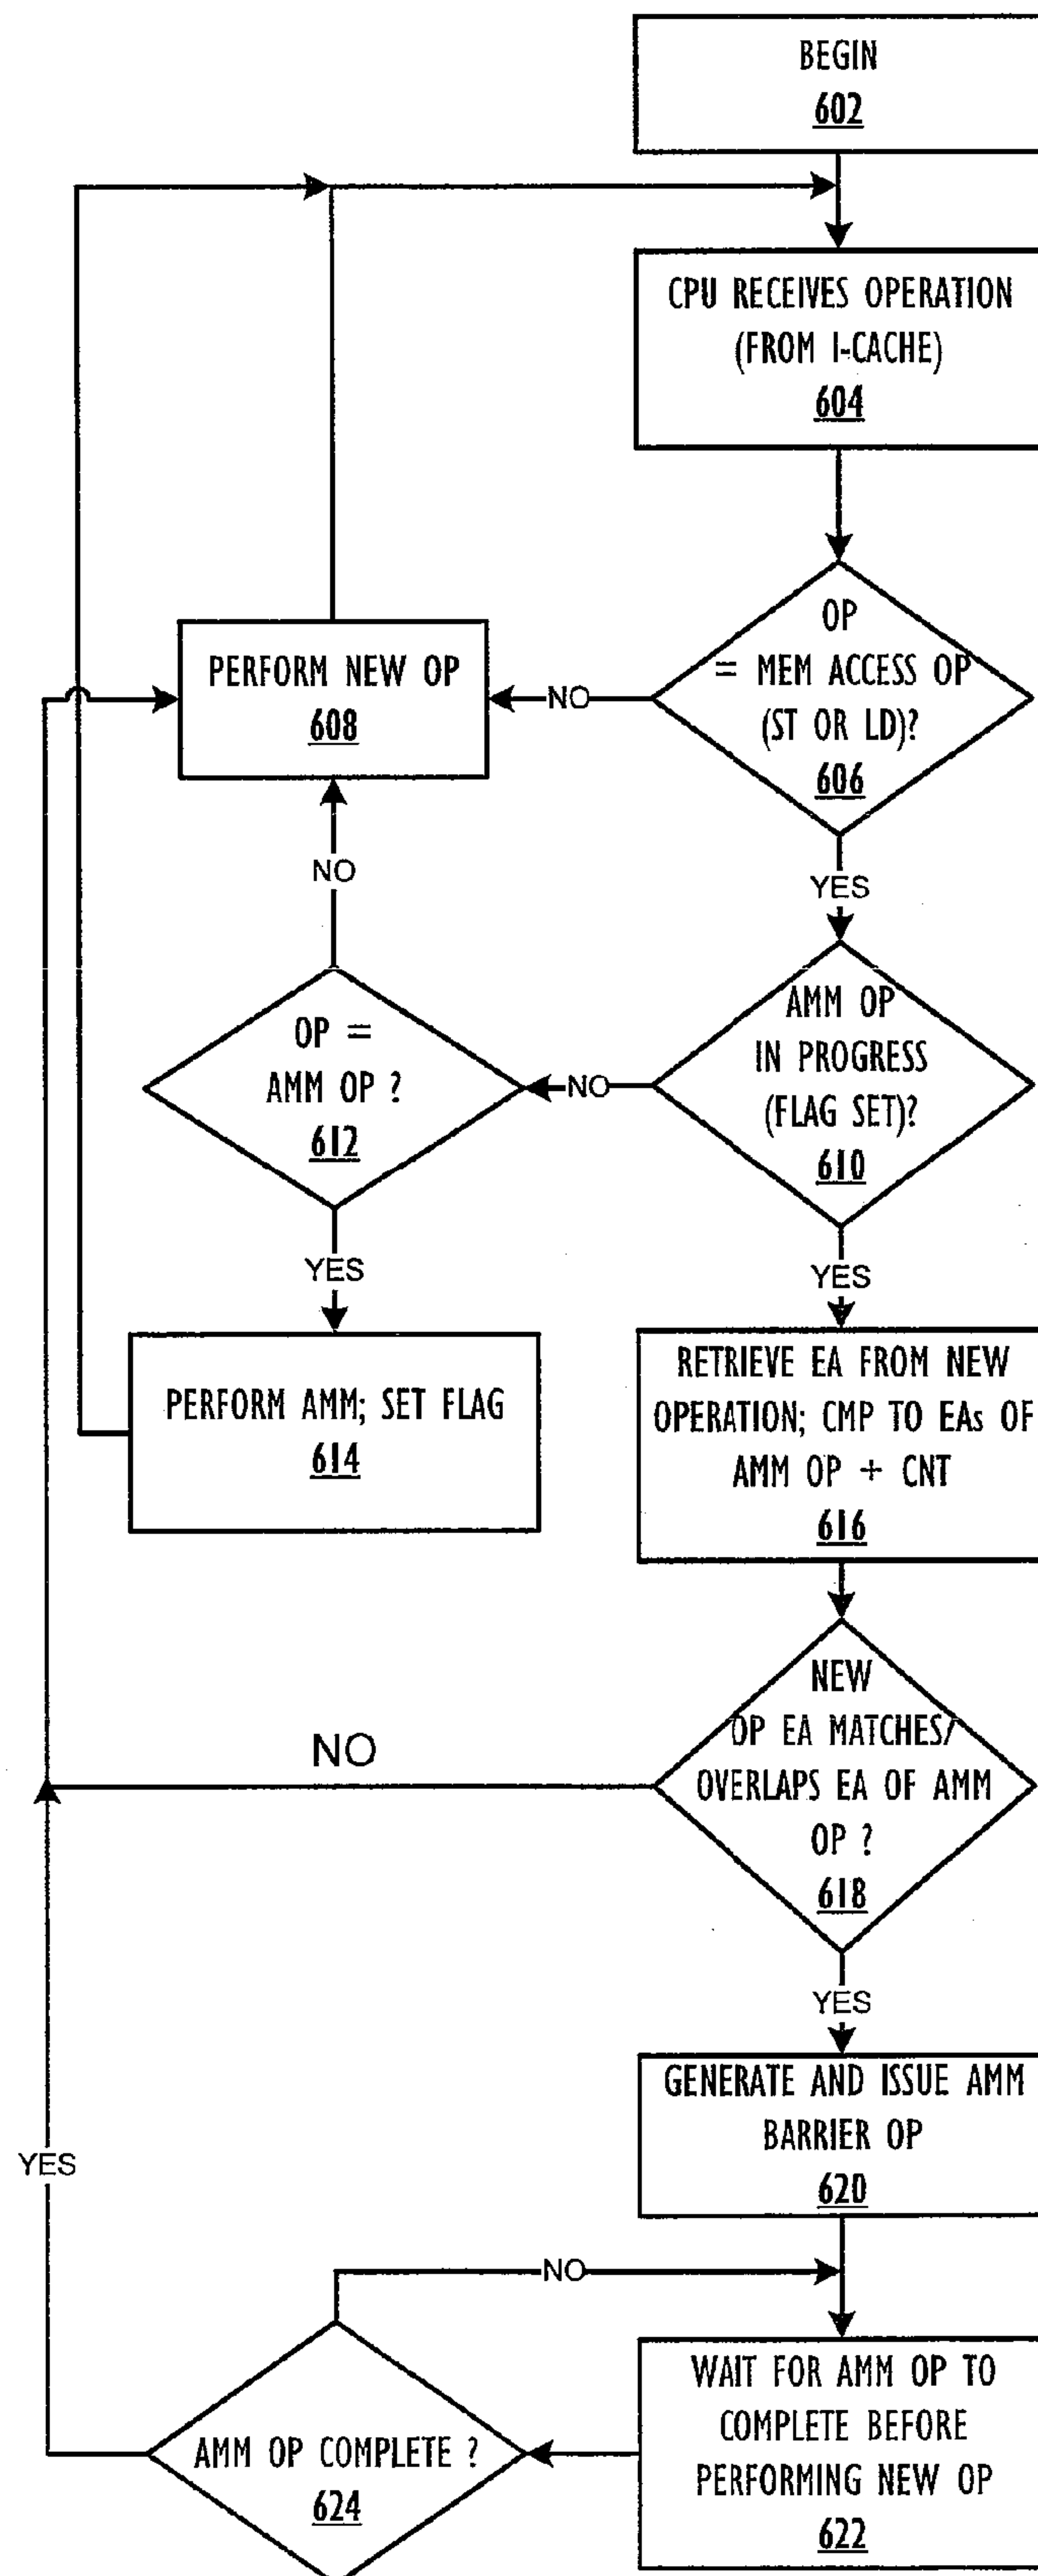 BEGIN
602
CPU RECEIVES OPERATION
(FROM I-CACHE)
604
OP
= MEM ACCESS OP
(ST OR LD)?
606
NO
PERFORM NEW OP
608
YES
NO
AMM OP
IN PROGRESS
(FLAG SET)?
610
NO
OP =
AMM OP ?
612
YES
YES
PERFORM AMM; SET FLAG
614
RETRIEVE EA FROM NEW
OPERATION; CMP TO EAs OF
AMM OP + CNT
616
NEW
OP EA MATCHES/
OVERLAPS EA OF AMM
OP ?
618
NO
YES
GENERATE AND ISSUE AMM
BARRIER OP
620
YES
NO
WAIT FOR AMM OP TO
COMPLETE BEFORE
PERFORMING NEW OP
622
AMM OP COMPLETE ?
624